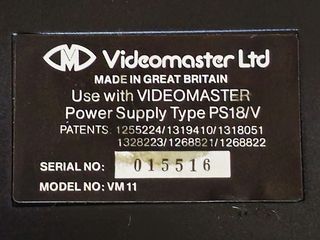 VM Videomaster Ltd
MADE IN GREAT BRITAIN
Use with VIDEOMASTER
Power Supply Type PS18/V
PATENTS. 1255224/1319410/1318051
1328223/1268821/1268822
SERIAL NO: 015516
MODEL NO: VM 11